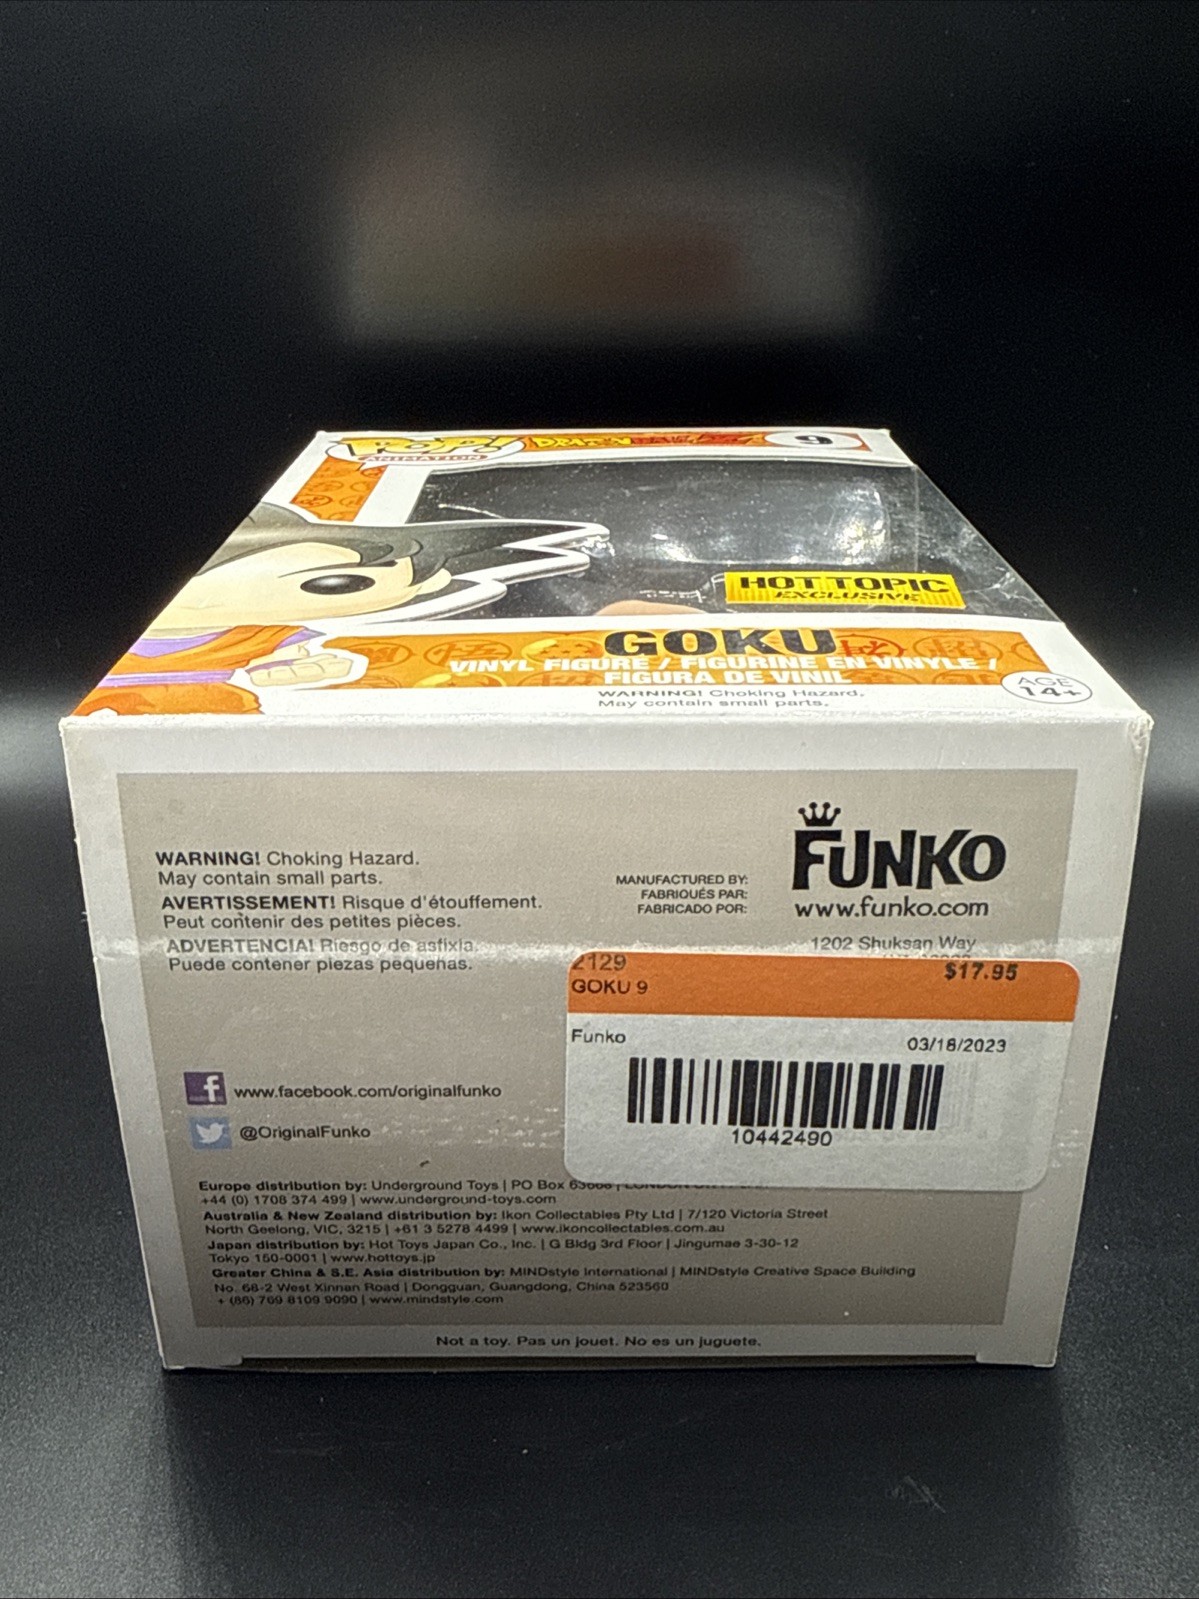 POP!
ANIMATION
DRAGON BALL Z
9
HOT TOPIC
EXCLUSIVE
GOKU
VINYL FIGURE / FIGURINE EN VINYLE /
FIGURA DE VINIL
WARNING! Choking Hazard.
May contain small parts.
AGE
14+
WARNING! Choking Hazard.
May contain small parts.
AVERTISSEMENT! Risque d'étouffement.
Peut contenir des petites pièces.
ADVERTENCIA! Riesgo de asfixia.
Puede contener piezas pequeñas.
MANUFACTURED BY:
FABRIQUÉS PAR:
FABRICADO POR:
FUNKO
www.funko.com
1202 Shuksan Way
2129
$17.95
GOKU 9
Funko
03/18/2023
10442490
f www.facebook.com/originalfunko
@OriginalFunko
Europe distribution by: Underground Toys | PO Box
+44 (0) 1708 374 499 | www.underground-toys.com
Australia & New Zealand distribution by: Ikon Collectables Pty Ltd | 7/120 Victoria Street
North Geelong, VIC, 3215 | +61 3 5278 4499 | www.ikoncollectables.com.au
Japan distribution by: Hot Toys Japan Co., Inc. | G Bldg 3rd Floor | Jingumae 3-30-12
Tokyo 150-0001 | www.hottoys.jp
Greater China & S.E. Asia distribution by: MINDstyle International | MINDstyle Creative Space Building
No. 66-2 West Xinnan Road | Dongguan, Guangdong, China 523560
+ (86) 769 8109 9090 | www.mindstyle.com
Not a toy. Pas un jouet. No es un juguete.